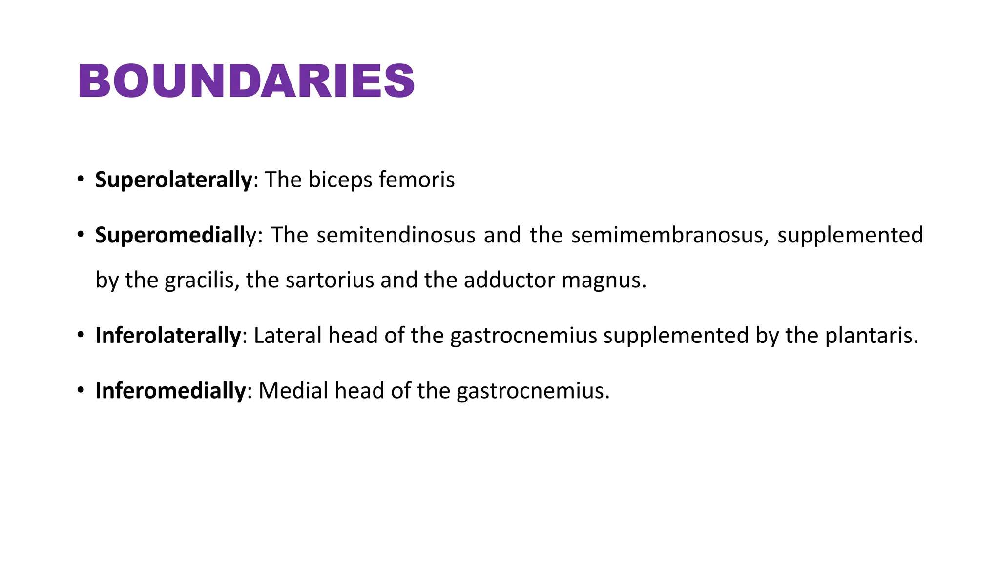 BOUNDARIES
• Superolaterally: The biceps femoris
• Superomedially: The semitendinosus and the semimembranosus, supplemented
by the gracilis, the sartorius and the adductor magnus.
• Inferolaterally: Lateral head of the gastrocnemius supplemented by the plantaris.
• Inferomedially: Medial head of the gastrocnemius.